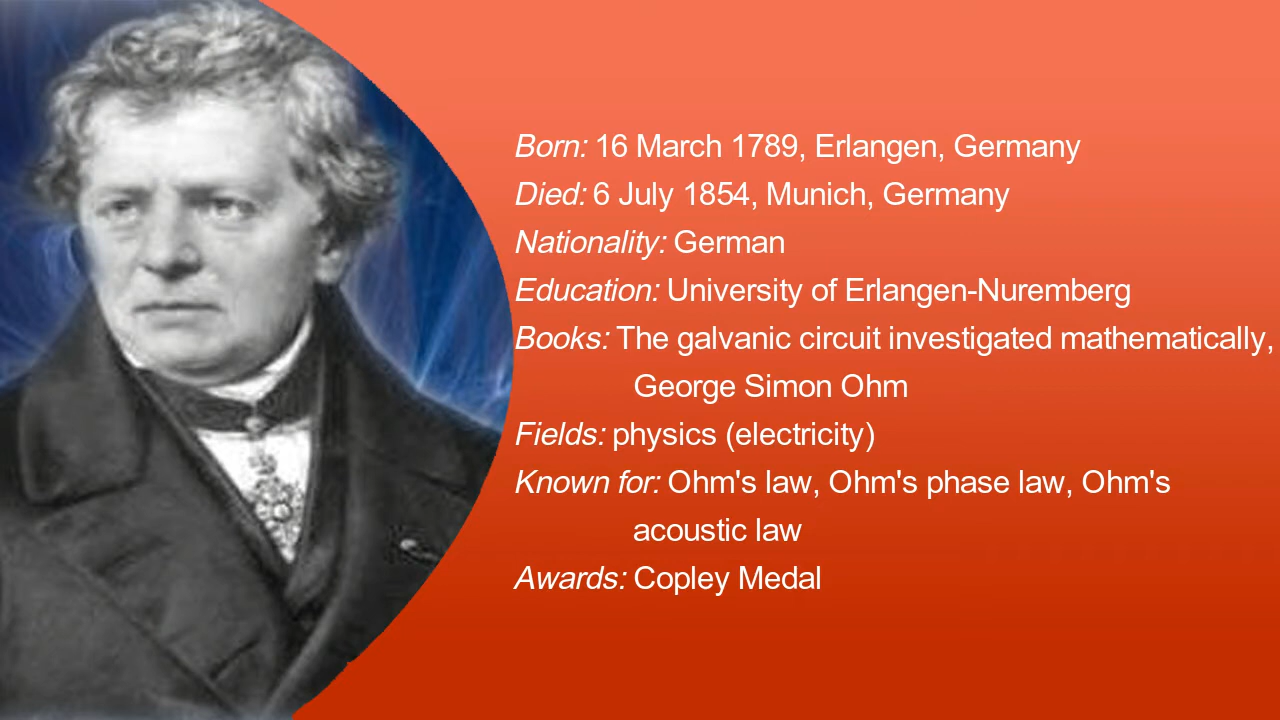 Born: 16 March 1789, Erlangen, Germany
Died: 6 July 1854, Munich, Germany
Nationality: German
Education: University of Erlangen-Nuremberg
Books: The galvanic circuit investigated mathematically,
George Simon Ohm
Fields: physics (electricity)
Known for: Ohm's law, Ohm's phase law, Ohm's
acoustic law
Awards: Copley Medal